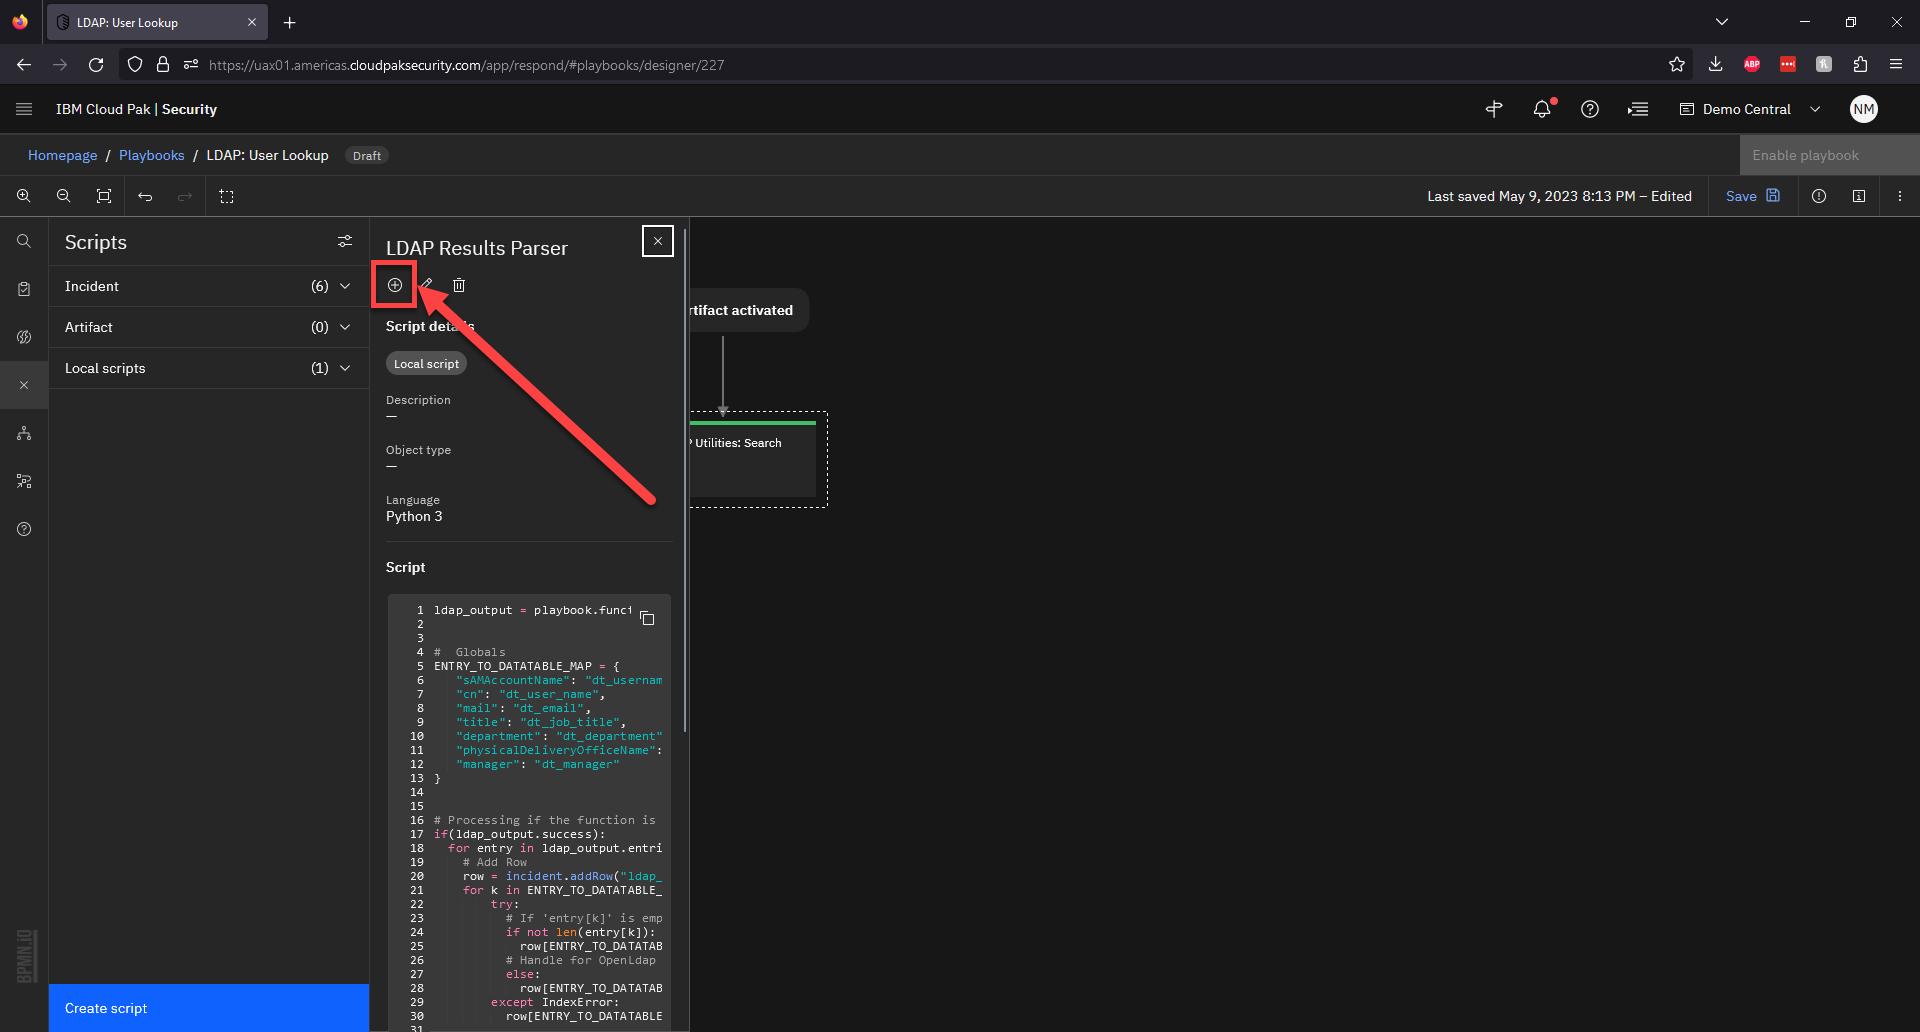 LDAP: User Lookup
https://uax01.americas.cloudpaksecurity.com/app/respond/#playbooks/designer/227
ABP
IBM Cloud Pak | Security
Demo Central
NM
Homepage / Playbooks / LDAP: User Lookup Draft
Enable playbook
Last saved May 9, 2023 8:13 PM – Edited
Save
Scripts
Incident (6)
Artifact (0)
Local scripts (1)
Create script
BPMN.iO
LDAP Results Parser
Script details
Local script
Description
—
Object type
—
Language
Python 3
Script
1 ldap_output = playbook.funct
2
3
4 #  Globals
5 ENTRY_TO_DATATABLE_MAP = {
6 "sAMAccountName": "dt_usernam
7 "cn": "dt_user_name",
8 "mail": "dt_email",
9 "title": "dt_job_title",
10 "department": "dt_department"
11 "physicalDeliveryOfficeName":
12 "manager": "dt_manager"
13 }
14
15
16 # Processing if the function is
17 if(ldap_output.success):
18 for entry in ldap_output.entri
19 # Add Row
20 row = incident.addRow("ldap_
21 for k in ENTRY_TO_DATATABLE_
22 try:
23 # If 'entry[k]' is emp
24 if not len(entry[k]):
25 row[ENTRY_TO_DATATAB
26 # Handle for OpenLdap
27 else:
28 row[ENTRY_TO_DATATAB
29 except IndexError:
30 row[ENTRY_TO_DATATABLE
31
rtifact activated
P Utilities: Search